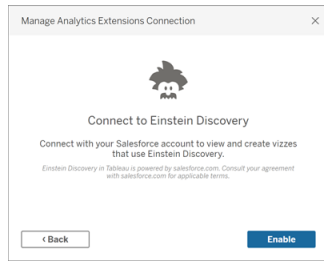 Manage Analytics Extensions Connection
Connect to Einstein Discovery
Connect with your Salesforce account to view and create vizzes
that use Einstein Discovery.
Einstein Discovery in Tableau is powered by salesforce.com. Consult your agreement
with salesforce.com for applicable terms.
‹ Back
Enable